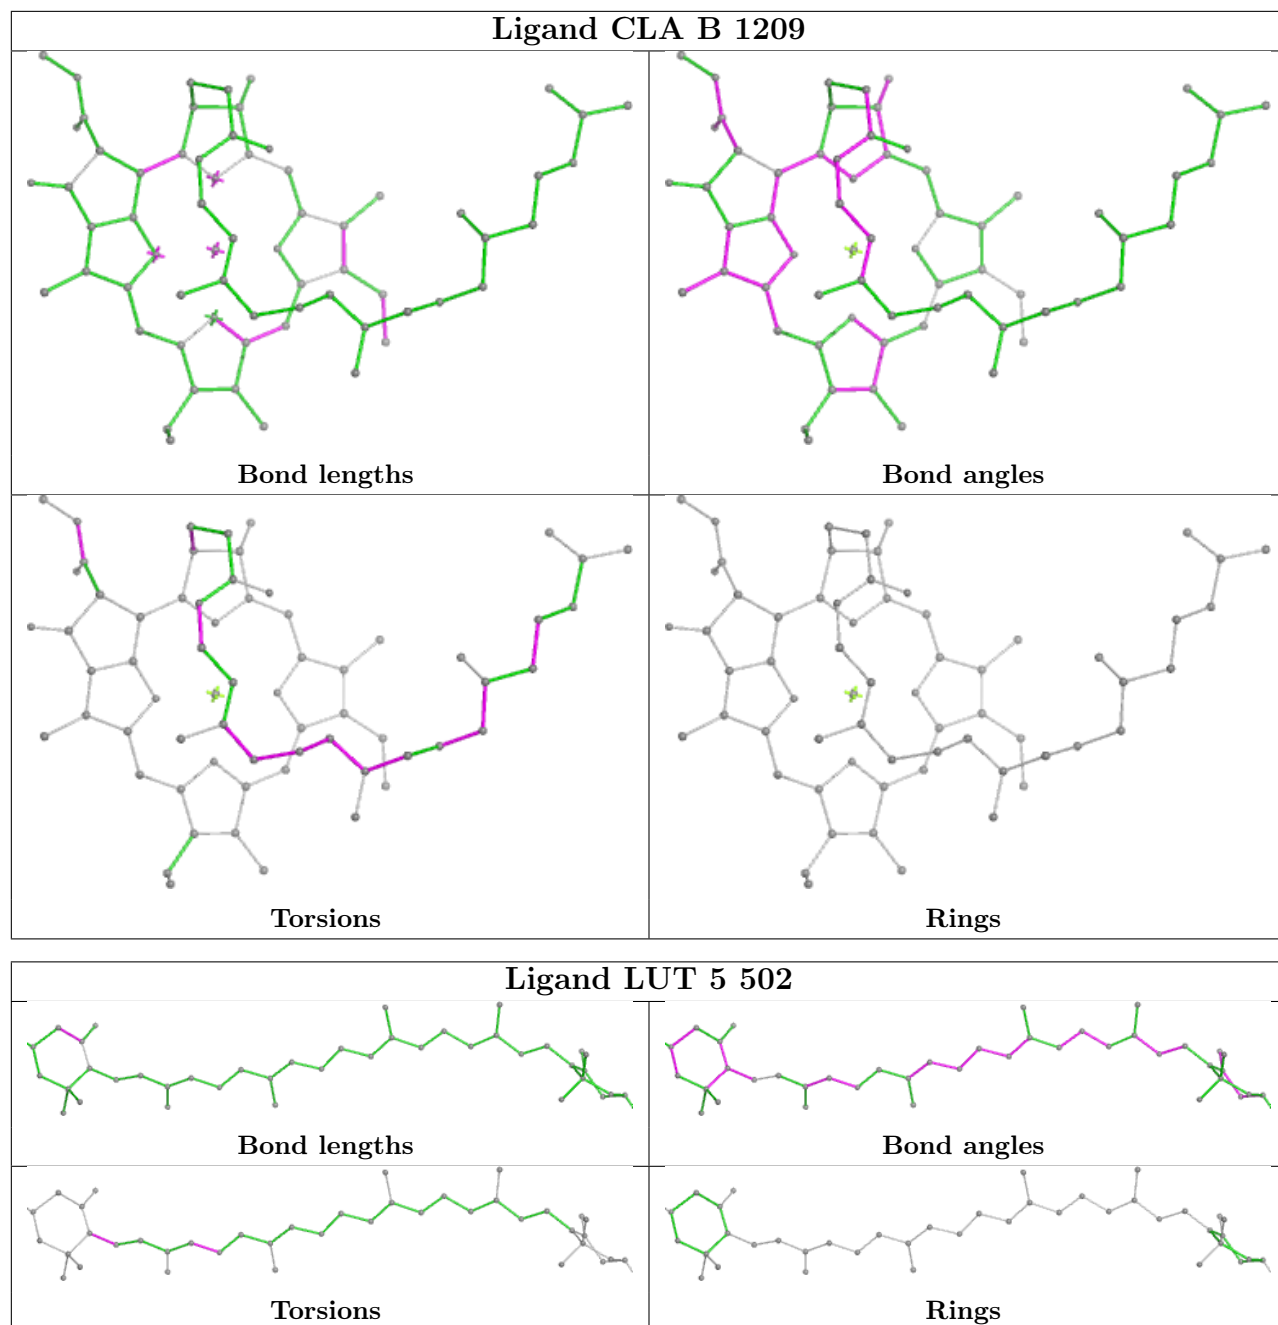 Ligand CLA B 1209
Bond lengths
Bond angles
Torsions
Rings
Ligand LUT 5 502
Bond lengths
Bond angles
Torsions
Rings